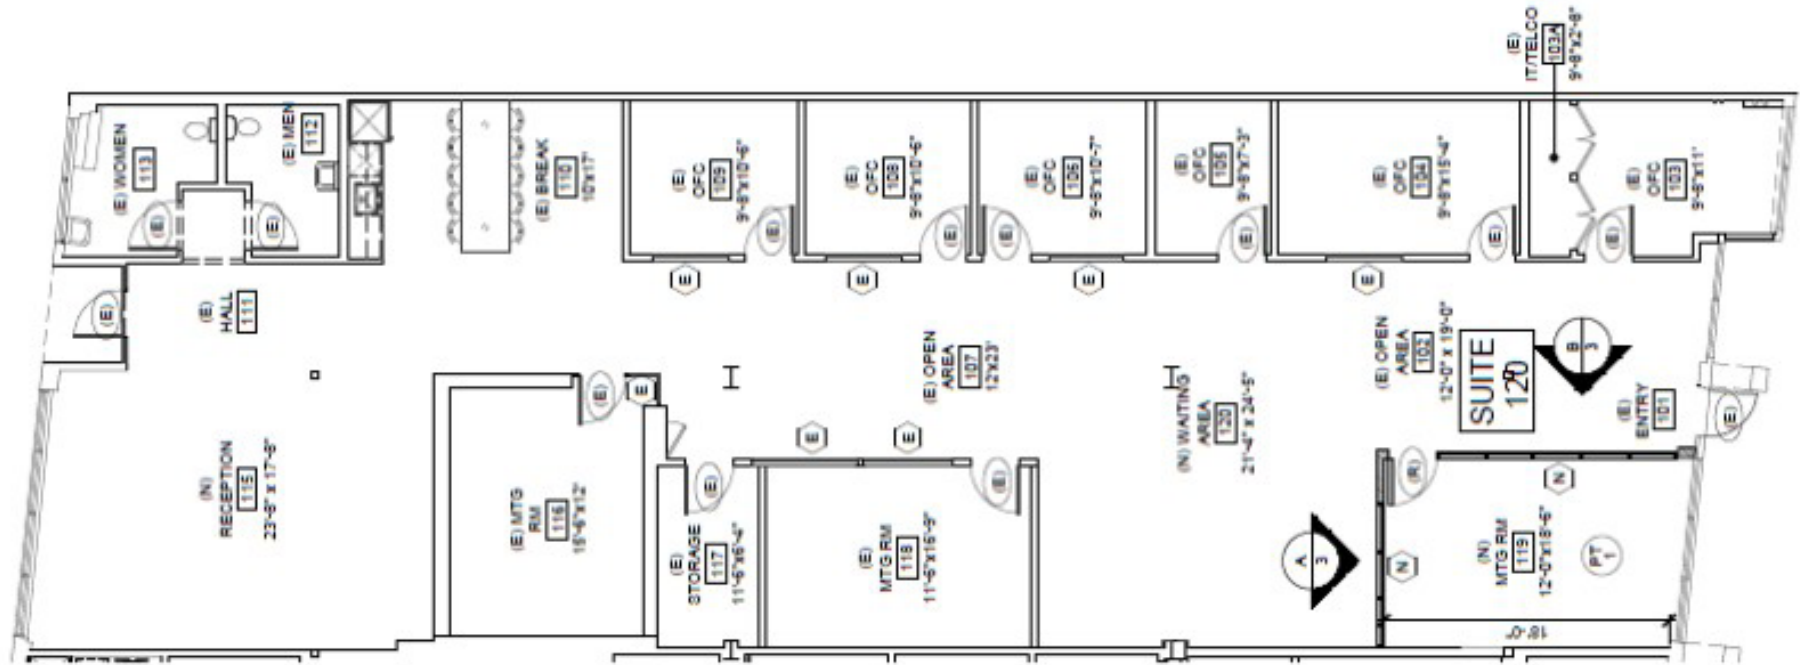 (E)
IT/TELCO
103A
9'-8"x2'-8"
(E) WOMEN
113
(E) MEN
112
(E)
(E)
(E) BREAK
110
10'x17'
(E)
OFC
109
9'-8"x10'-6"
(E)
(E)
OFC
108
9'-8"x10'-6"
(E)
(E)
OFC
106
9'-8"x10'-7"
(E)
(E)
OFC
105
9'-8"x7'-3"
(E)
(E)
OFC
104
9'-8"x15'-4"
(E)
(E)
OFC
103
9'-8"x11'
(E)
E
E
E
E
(E)
(E)
HALL
111
(E) OPEN
AREA
107
12'x23'
(E) OPEN
AREA
102
12'-0" x 19'-0"
SUITE
120
B
3
(E)
ENTRY
101
(E)
(N)
RECEPTION
115
23'-8" x 17'-8"
(E) MTG
RM
116
15'-6"x12'
(E)
E
(E)
STORAGE
117
11'-6"x6'-4"
(E)
E
E
(E)
MTG RM
118
11'-6"x16'-9"
(E)
(N) WAITING
AREA
120
21'-4" x 24'-5"
A
3
(R)
N
N
(N)
MTG RM
119
12'-0"x18'-6"
PT
1
18'-0"